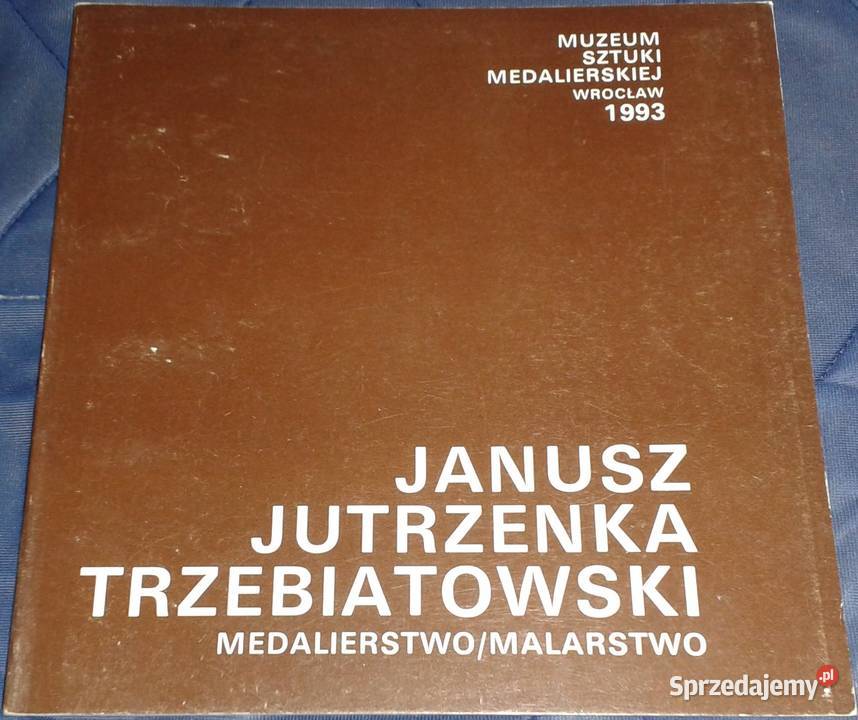 MUZEUM
SZTUKI
MEDALIERSKIEJ
WROCŁAW
1993
JANUSZ
JUTRZENKA
TRZEBIATOWSKI
MEDALIERSTWO/MALARSTWO
Sprzedajemy.pl